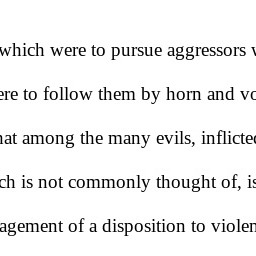 which were to pursue aggressors
ere to follow them by horn and
hat among the many evils, inflicted
ch is not commonly thought of, is
agement of a disposition to violen